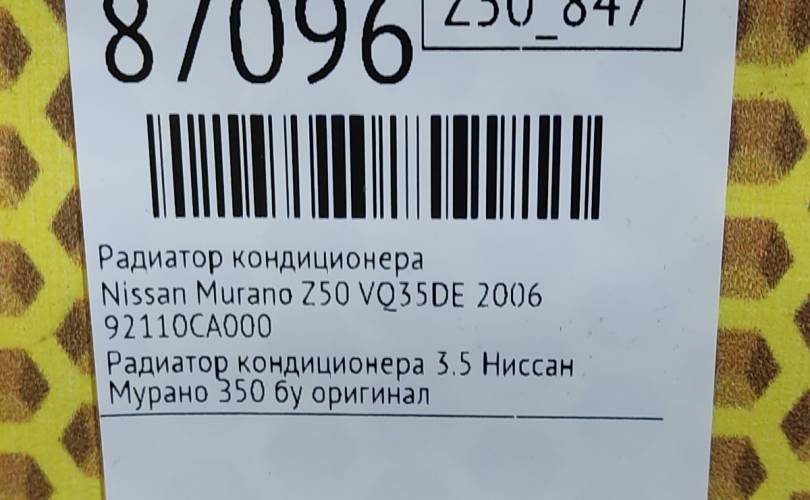 87096
Z50_847
Радиатор кондиционера
Nissan Murano Z50 VQ35DE 2006
92110CA000
Радиатор кондиционера 3.5 Ниссан
Мурано 350 бу оригинал